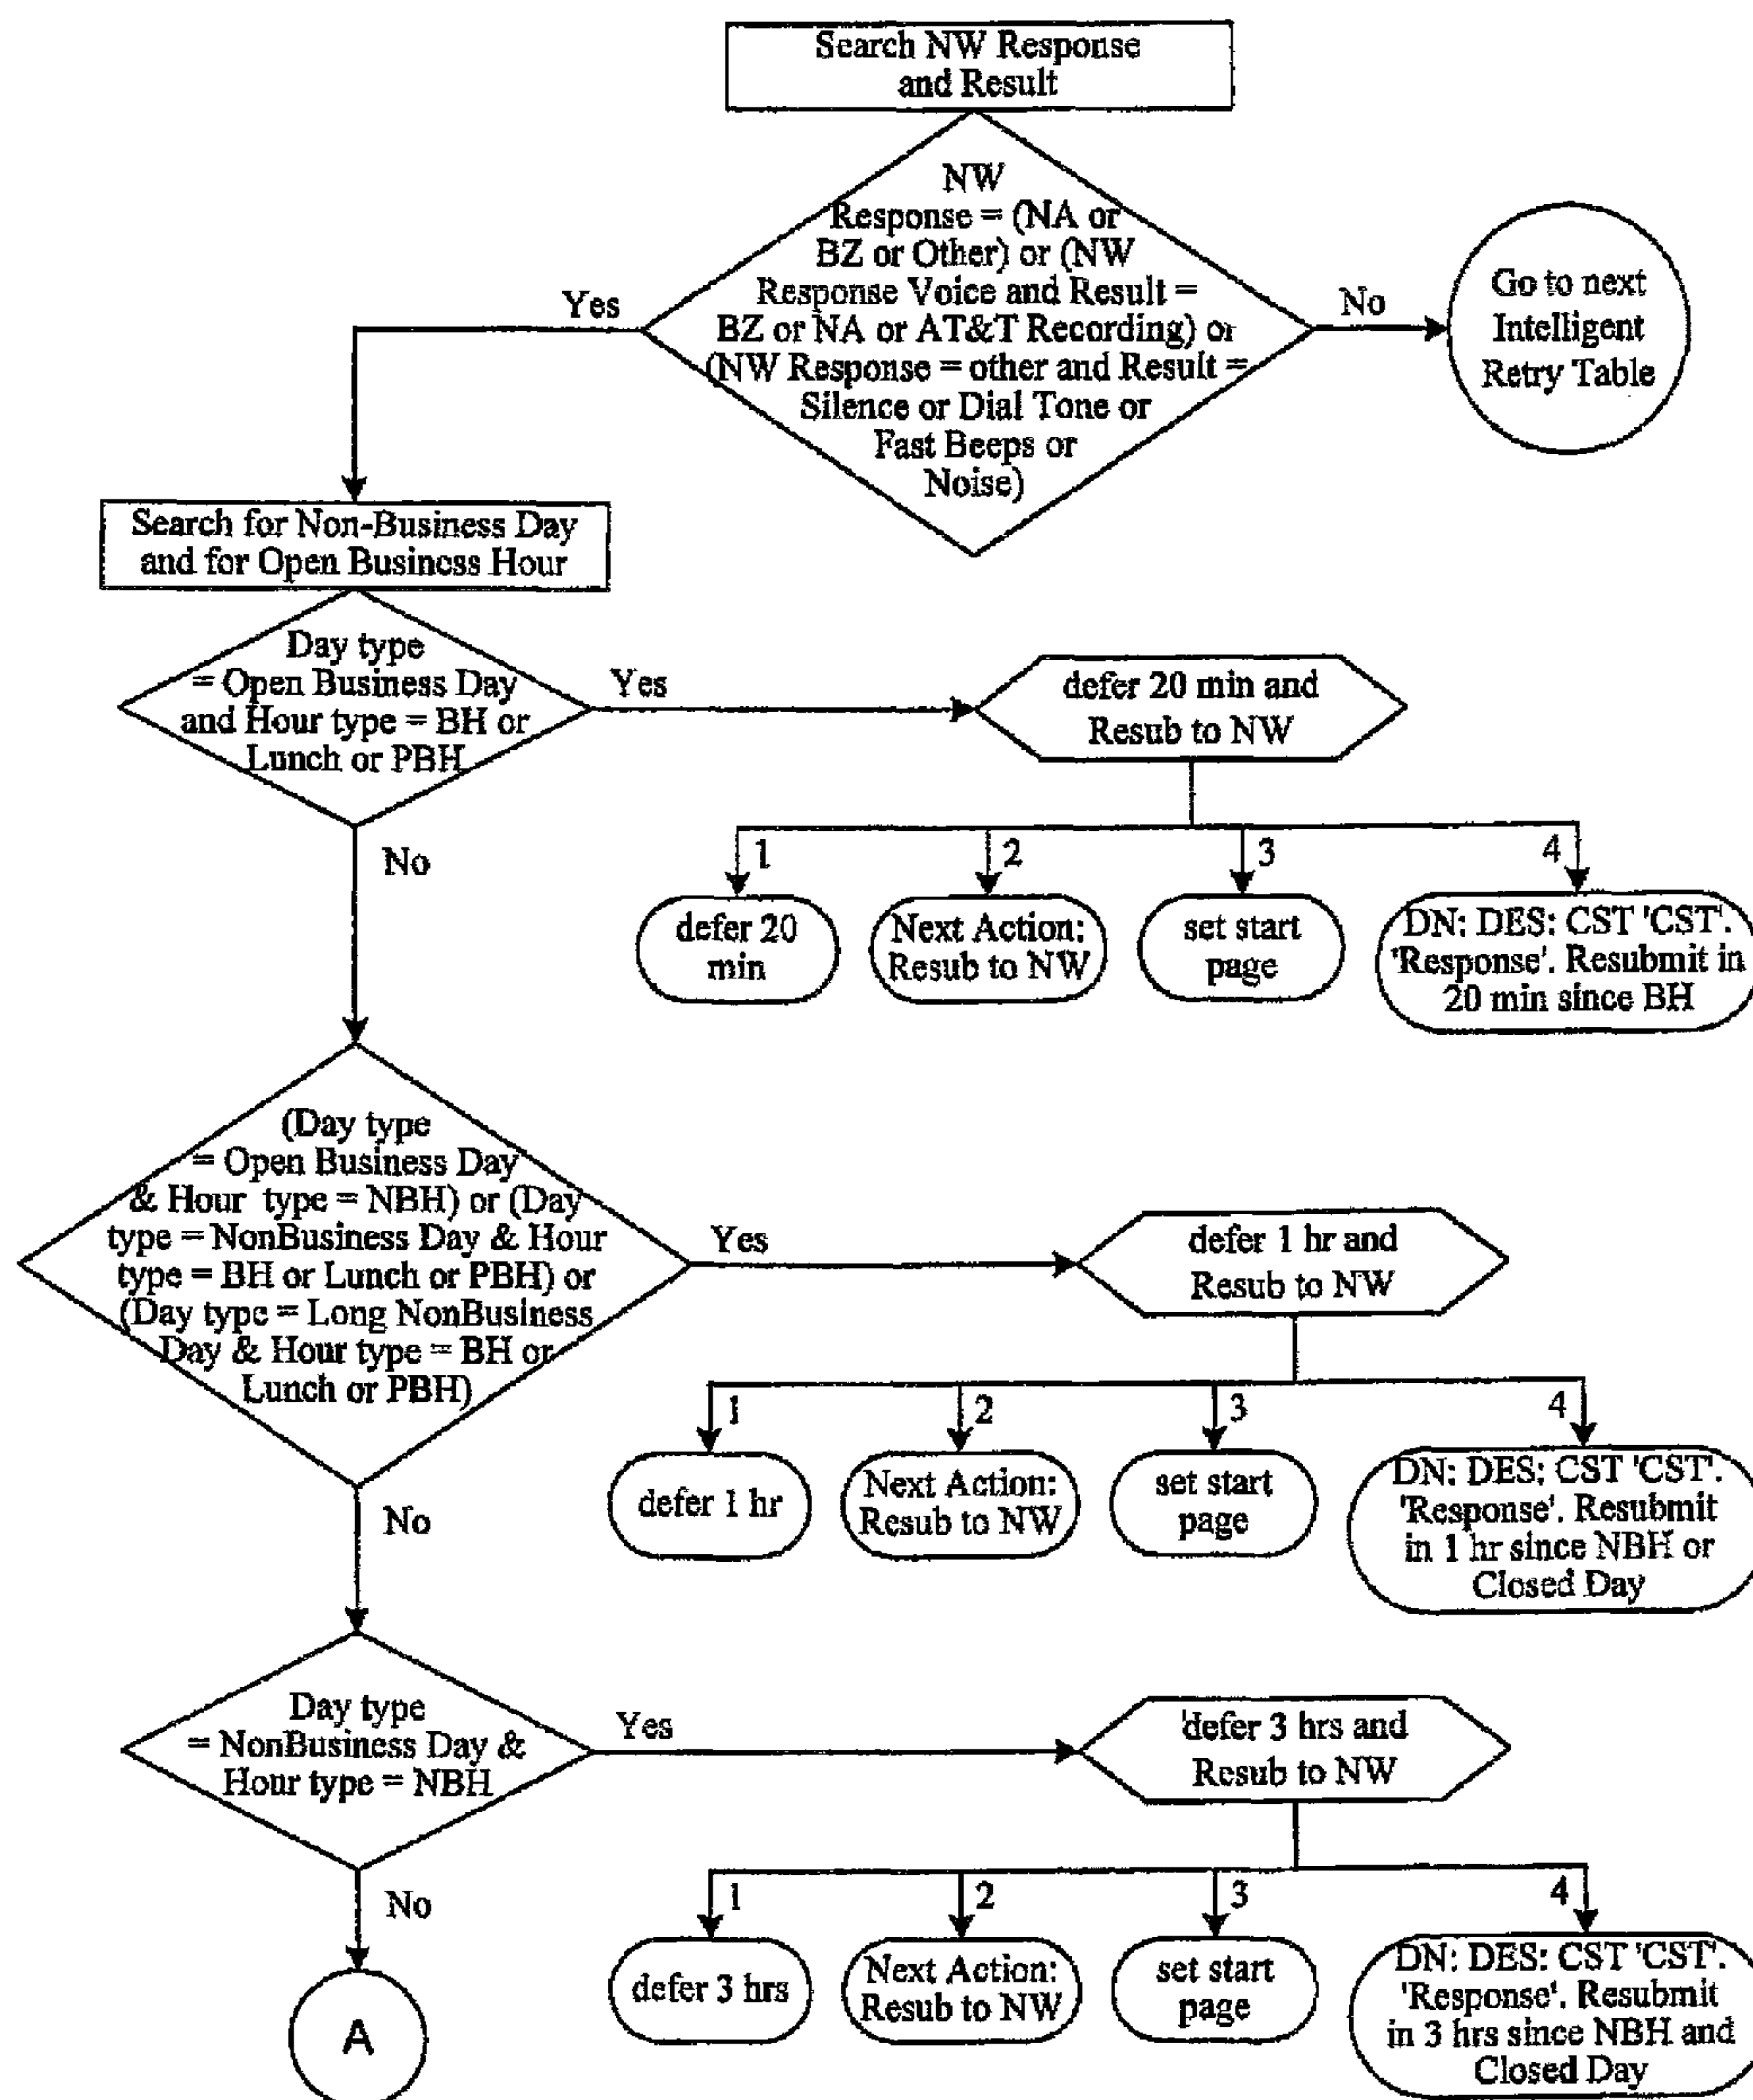 Search NW Response
and Result
NW
Response = (NA or
BZ or Other) or (NW
Response Voice and Result =
BZ or NA or AT&T Recording) or
(NW Response = other and Result =
Silence or Dial Tone or
Fast Beeps or
Noise)
Yes
No
Go to next
Intelligent
Retry Table
Search for Non-Business Day
and for Open Business Hour
Day type
= Open Business Day
and Hour type = BH or
Lunch or PBH
Yes
No
defer 20 min and
Resub to NW
1
2
3
4
defer 20
min
Next Action:
Resub to NW
set start
page
DN: DES: CST 'CST'.
'Response'. Resubmit in
20 min since BH
(Day type
= Open Business Day
& Hour type = NBH) or (Day
type = NonBusiness Day & Hour
type = BH or Lunch or PBH) or
(Day type = Long NonBusiness
Day & Hour type = BH or
Lunch or PBH)
Yes
No
defer 1 hr and
Resub to NW
1
2
3
4
defer 1 hr
Next Action:
Resub to NW
set start
page
DN: DES: CST 'CST'.
'Response'. Resubmit
in 1 hr since NBH or
Closed Day
Day type
= NonBusiness Day &
Hour type = NBH
Yes
No
defer 3 hrs and
Resub to NW
1
2
3
4
defer 3 hrs
Next Action:
Resub to NW
set start
page
DN: DES: CST 'CST'.
'Response'. Resubmit
in 3 hrs since NBH and
Closed Day
A